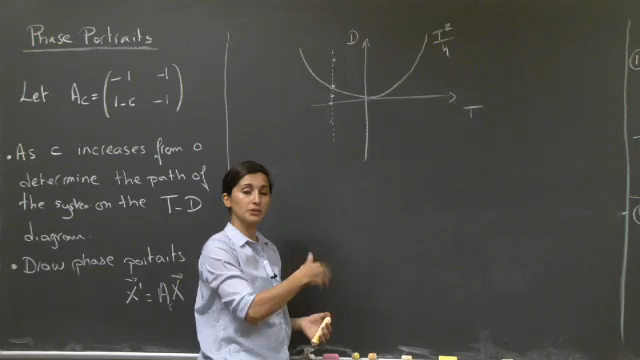 Phase Portraits
Let A_c = ( -1 -1
1-c -1 )
• As c increases from 0
determine the path of
the system on the T-D
diagram.
• Draw phase portraits
X⃗' = A_c X⃗
D
T²/4
T